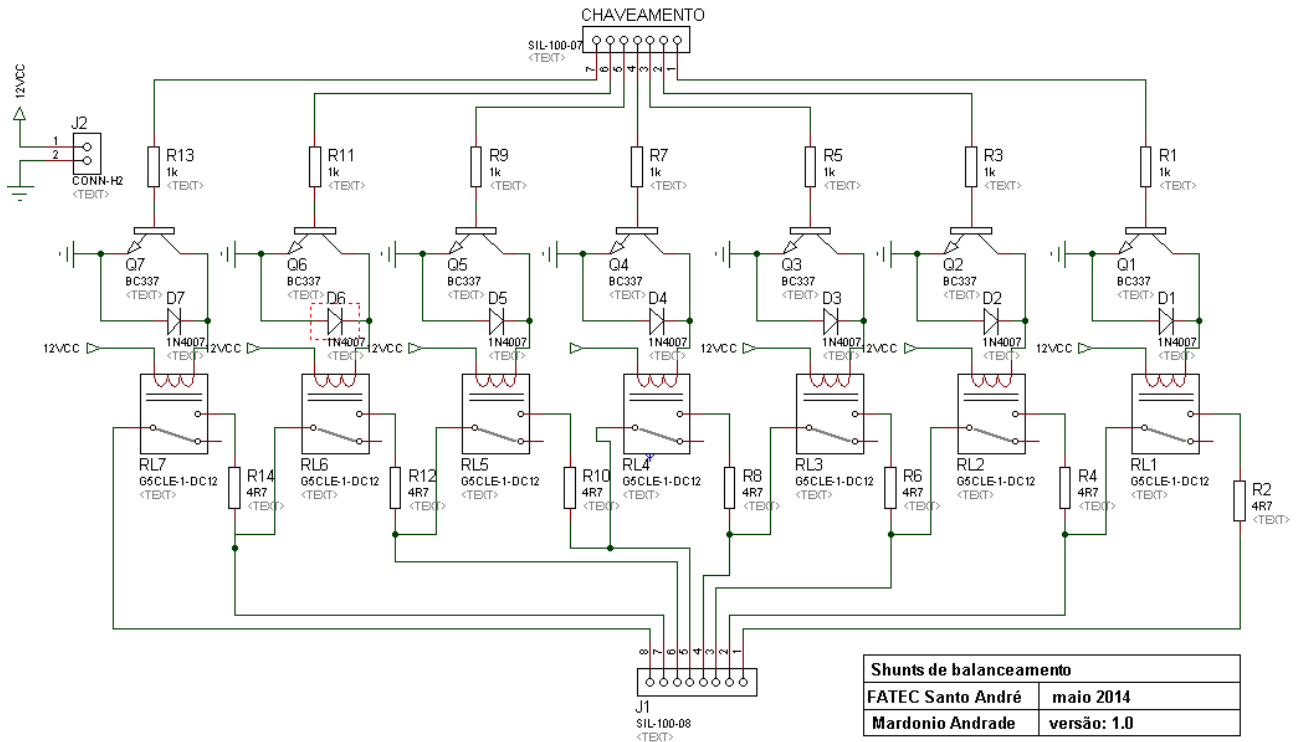 CHAVEAMENTO
SIL-100-07
<TEXT>
7 6 5 4 3 2 1
12VCC
J2
1
2
CONN-H2
<TEXT>
R13 R11 R9 R7 R5 R3 R1
1k 1k 1k 1k 1k 1k 1k
<TEXT> <TEXT> <TEXT> <TEXT> <TEXT> <TEXT> <TEXT>
Q7 Q6 Q5 Q4 Q3 Q2 Q1
BC337 BC337 BC337 BC337 BC337 BC337 BC337
<TEXT> <TEXT> <TEXT> <TEXT> <TEXT> <TEXT> <TEXT>
D7 D6 D5 D4 D3 D2 D1
1N4007 1N4007 1N4007 1N4007 1N4007 1N4007 1N4007
12VCC 12VCC 12VCC 12VCC 12VCC 12VCC
<TEXT> <TEXT> <TEXT> <TEXT> <TEXT> <TEXT> <TEXT>
RL7 RL6 RL5 RL4 RL3 RL2 RL1
G5CLE-1-DC12 G5CLE-1-DC12 G5CLE-1-DC12 G5CLE-1-DC12 G5CLE-1-DC12 G5CLE-1-DC12 G5CLE-1-DC12
<TEXT> <TEXT> <TEXT> <TEXT> <TEXT> <TEXT> <TEXT>
R14 R12 R10 R8 R6 R4 R2
4R7 4R7 4R7 4R7 4R7 4R7 4R7
<TEXT> <TEXT> <TEXT> <TEXT> <TEXT> <TEXT> <TEXT>
8 7 6 5 4 3 2 1
J1
SIL-100-08
<TEXT>
Shunts de balanceamento
FATEC Santo André maio 2014
Mardonio Andrade versão: 1.0